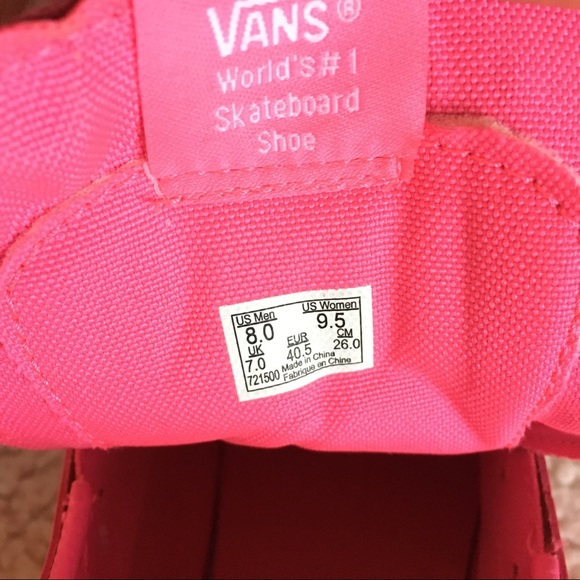 VANS®
World's #1
Skateboard
Shoe
US Men US Women
8.0 9.5
UK EUR CM
7.0 40.5 26.0
721500 Made in China
Fabriqué en Chine